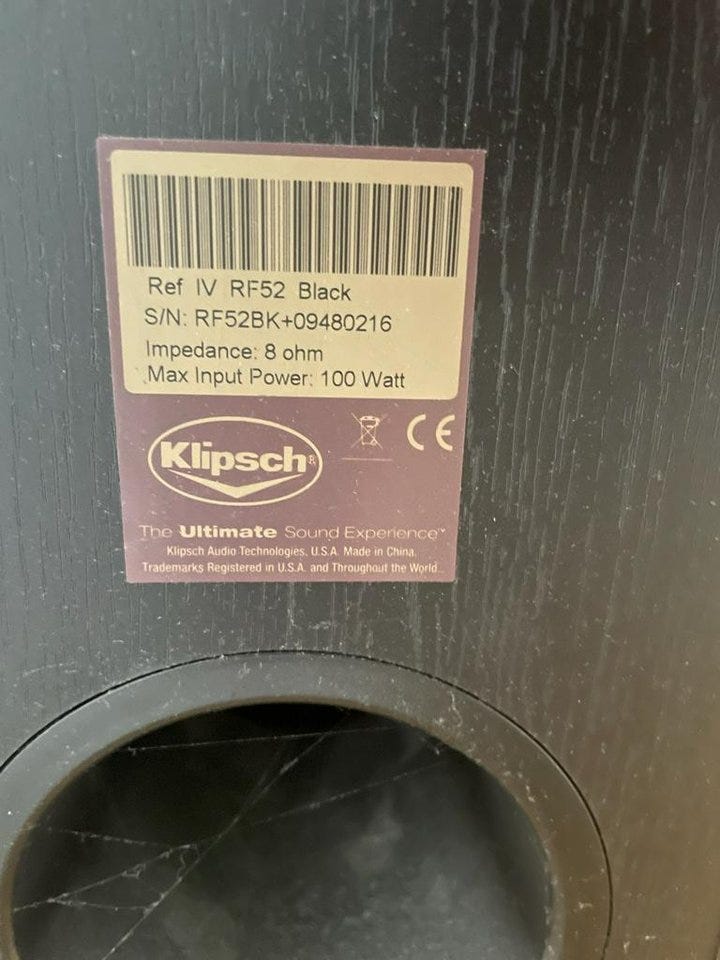 Ref IV RF52 Black
S/N: RF52BK+09480216
Impedance: 8 ohm
Max Input Power: 100 Watt
CE
Klipsch®
The Ultimate Sound Experience™
Klipsch Audio Technologies, U.S.A. Made in China.
Trademarks Registered in U.S.A. and Throughout the World.